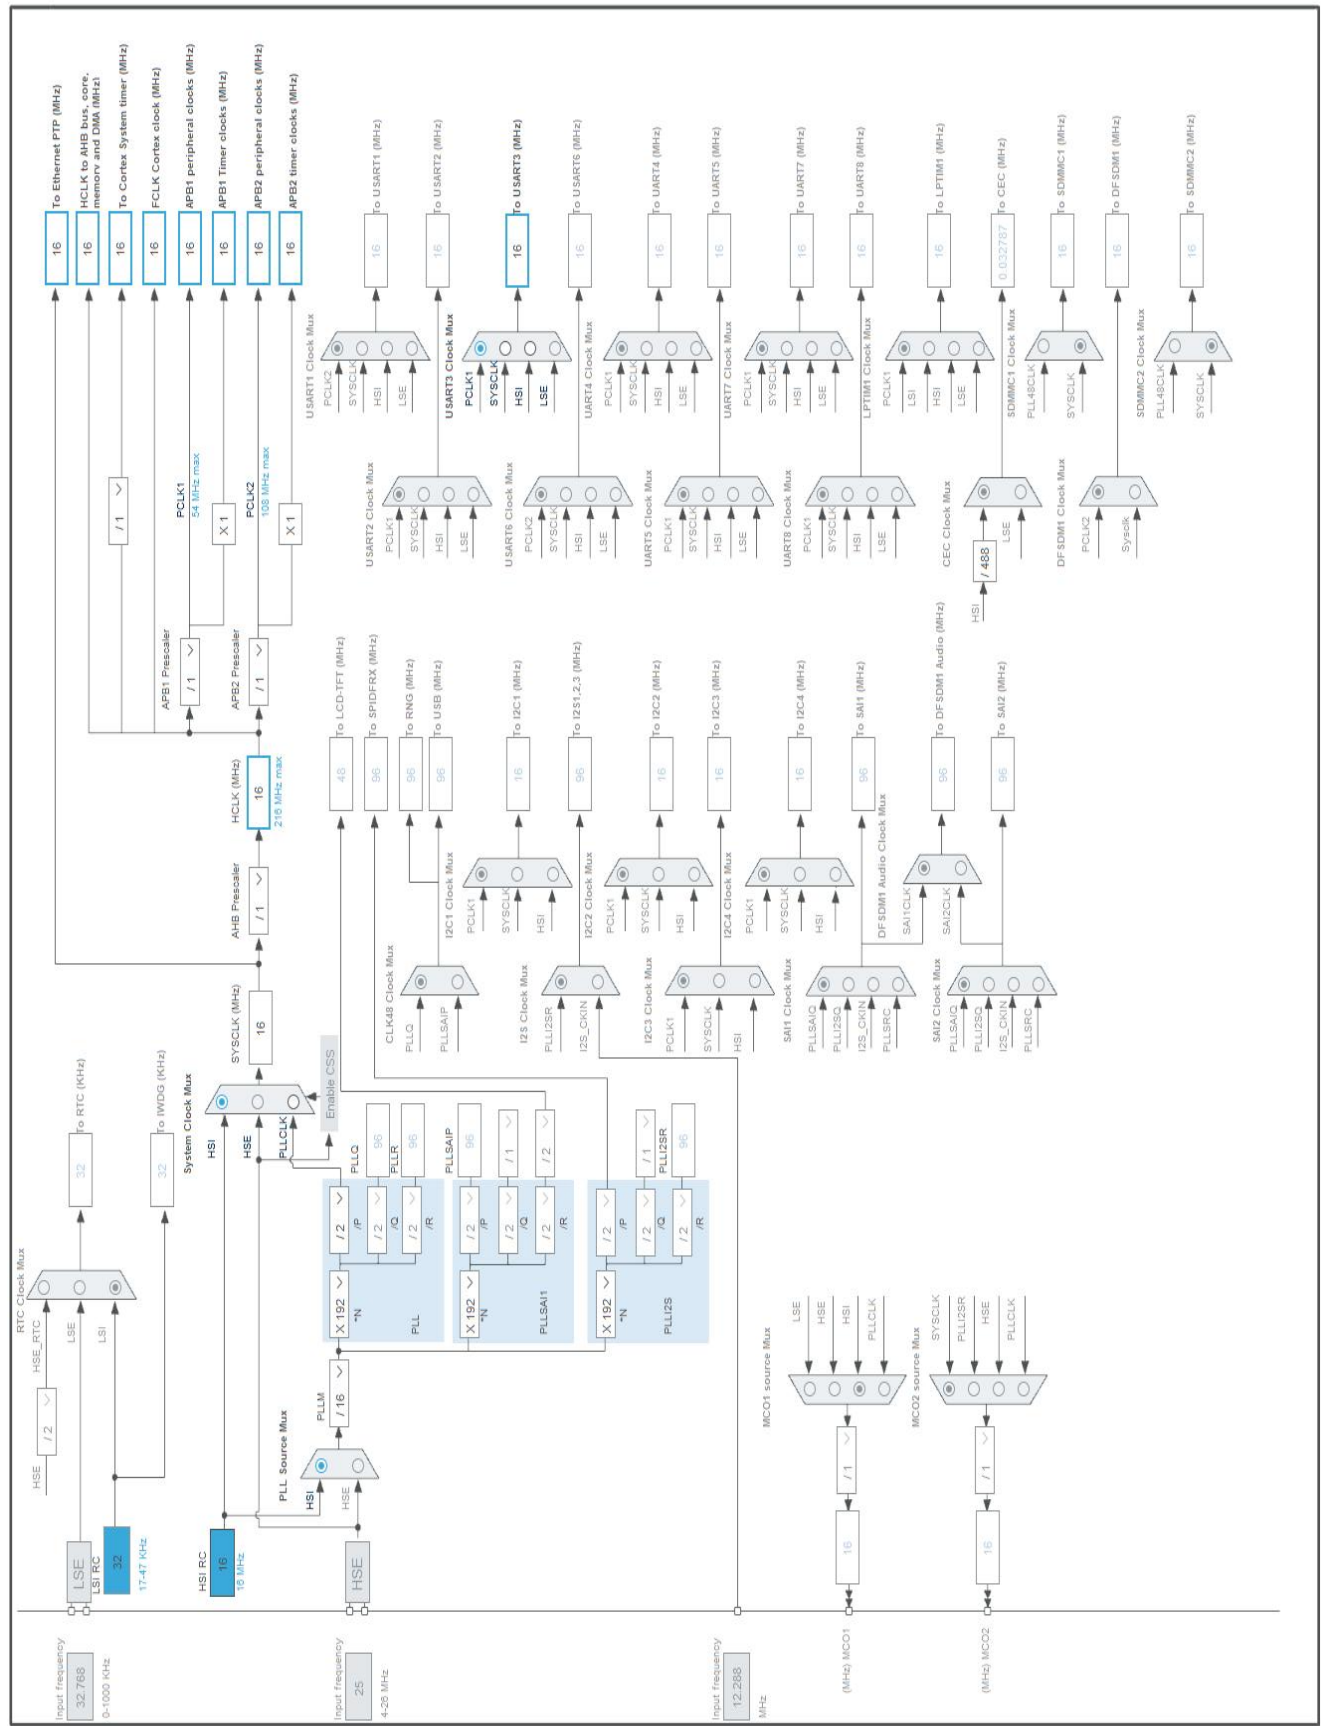 Input frequency
32.768
0-1000 KHz
LSE
LSI RC
32
17-47 KHz
HSE
/ 2
HSE_RTC
LSE
LSI
RTC Clock Mux
32
To RTC (KHz)
32
To IWDG (KHz)
HSI RC
16
16 MHz
Input frequency
25
4-26 MHz
HSE
PLL Source Mux
HSI
HSE
PLLM
/ 16
X 192
*N
PLL
/ 2
/P
/ 2
/Q
/ 2
/R
PLLQ
96
PLLR
96
X 192
*N
PLLSAI1
/ 2
/P
/ 2
/Q
/ 2
/R
PLLSAIP
96
/ 1
/ 2
X 192
*N
PLLI2S
/ 2
/P
/ 2
/Q
/ 2
/R
/ 1
PLLI2SR
96
System Clock Mux
HSI
HSE
PLLCLK
Enable CSS
SYSCLK (MHz)
16
AHB Prescaler
/ 1
HCLK (MHz)
16
216 MHz max
APB1 Prescaler
/ 1
APB2 Prescaler
/ 1
/ 1
PCLK1
54 MHz max
X 1
PCLK2
108 MHz max
X 1
16
To Ethernet PTP (MHz)
16
HCLK to AHB bus, core,
memory and DMA (MHz)
16
To Cortex System timer (MHz)
16
FCLK Cortex clock (MHz)
16
APB1 peripheral clocks (MHz)
16
APB1 Timer clocks (MHz)
16
APB2 peripheral clocks (MHz)
16
APB2 timer clocks (MHz)
48
To LCD-TFT (MHz)
96
To SPIDFRX (MHz)
96
To RNG (MHz)
96
To USB (MHz)
CLK48 Clock Mux
PLLQ
PLLSAIP
I2C1 Clock Mux
PCLK1
SYSCLK
HSI
16
To I2C1 (MHz)
I2S Clock Mux
PLLI2SR
I2S_CKIN
96
To I2S1,2,3 (MHz)
I2C2 Clock Mux
PCLK1
SYSCLK
HSI
16
To I2C2 (MHz)
I2C3 Clock Mux
PCLK1
SYSCLK
HSI
16
To I2C3 (MHz)
I2C4 Clock Mux
PCLK1
SYSCLK
HSI
16
To I2C4 (MHz)
SAI1 Clock Mux
PLLSAIQ
PLLI2SQ
I2S_CKIN
PLLSRC
96
To SAI1 (MHz)
DFSDM1 Audio Clock Mux
SAI1CLK
SAI2CLK
96
To DFSDM1 Audio (MHz)
SAI2 Clock Mux
PLLSAIQ
PLLI2SQ
I2S_CKIN
PLLSRC
96
To SAI2 (MHz)
USART1 Clock Mux
PCLK2
SYSCLK
HSI
LSE
16
To USART1 (MHz)
USART2 Clock Mux
PCLK1
SYSCLK
HSI
LSE
16
To USART2 (MHz)
USART3 Clock Mux
PCLK1
SYSCLK
HSI
LSE
16
To USART3 (MHz)
USART6 Clock Mux
PCLK2
SYSCLK
HSI
LSE
16
To USART6 (MHz)
UART4 Clock Mux
PCLK1
SYSCLK
HSI
LSE
16
To UART4 (MHz)
UART5 Clock Mux
PCLK1
SYSCLK
HSI
LSE
16
To UART5 (MHz)
UART7 Clock Mux
PCLK1
SYSCLK
HSI
LSE
16
To UART7 (MHz)
UART8 Clock Mux
PCLK1
SYSCLK
HSI
LSE
16
To UART8 (MHz)
LPTIM1 Clock Mux
PCLK1
LSI
HSI
LSE
16
To LPTIM1 (MHz)
CEC Clock Mux
HSI
/ 488
LSE
0.032787
To CEC (MHz)
SDMMC1 Clock Mux
PLL48CLK
SYSCLK
16
To SDMMC1 (MHz)
DFSDM1 Clock Mux
PCLK2
Sysclk
16
To DFSDM1 (MHz)
SDMMC2 Clock Mux
PLL48CLK
SYSCLK
16
To SDMMC2 (MHz)
Input frequency
12.288
MHz
MCO1 source Mux
LSE
HSE
HSI
PLLCLK
/ 1
16
(MHz) MCO1
MCO2 source Mux
SYSCLK
PLLI2SR
HSE
PLLCLK
/ 1
16
(MHz) MCO2